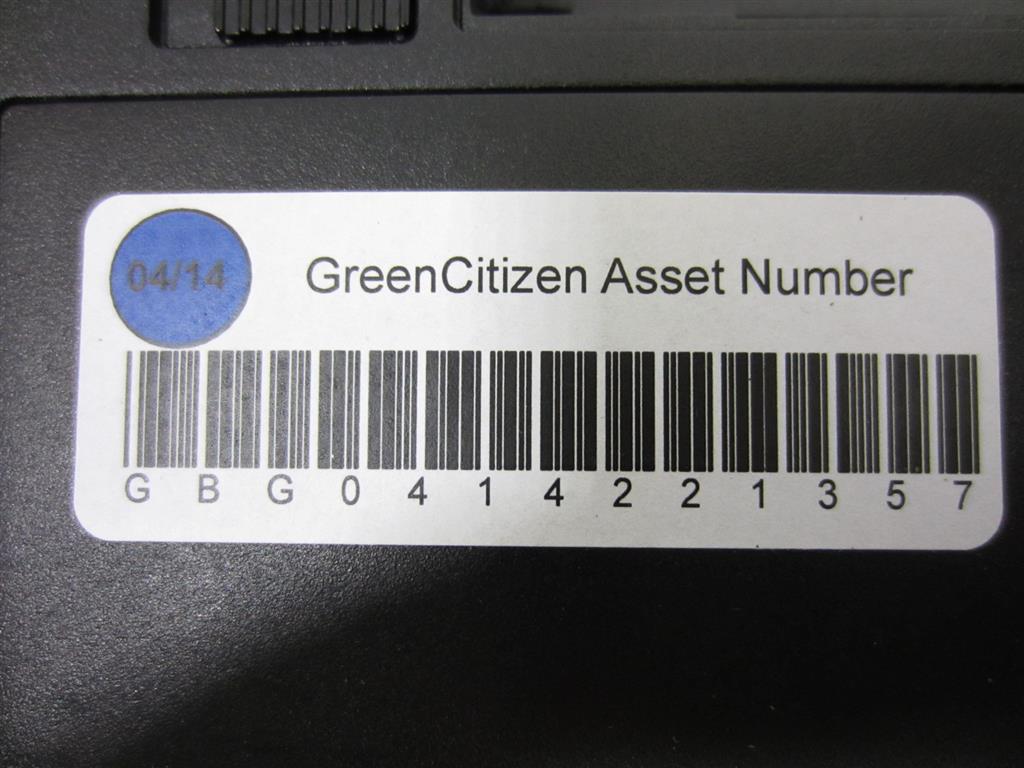 04/14
GreenCitizen Asset Number
G B G 0 4 1 4 2 2 1 3 5 7